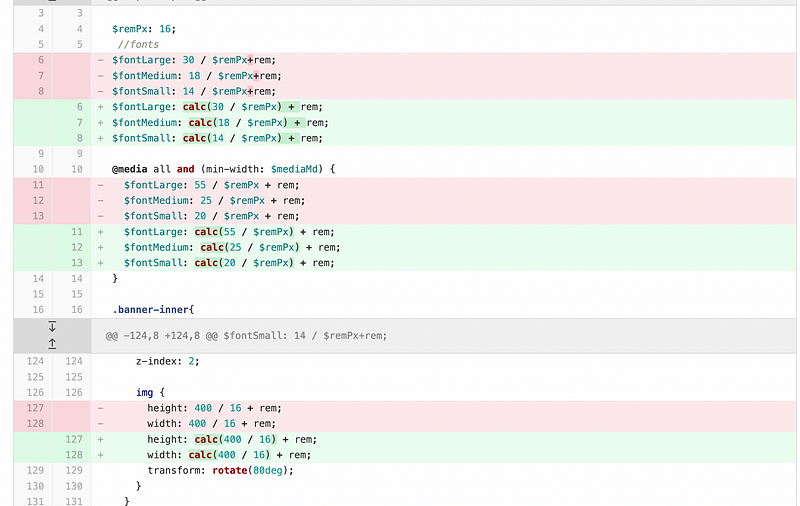 3 3
4 4 $remPx: 16;
5 5 //fonts
6 - $fontLarge: 30 / $remPx+rem;
7 - $fontMedium: 18 / $remPx+rem;
8 - $fontSmall: 14 / $remPx+rem;
6 + $fontLarge: calc(30 / $remPx) + rem;
7 + $fontMedium: calc(18 / $remPx) + rem;
8 + $fontSmall: calc(14 / $remPx) + rem;
9 9
10 10 @media all and (min-width: $mediaMd) {
11 - $fontLarge: 55 / $remPx + rem;
12 - $fontMedium: 25 / $remPx + rem;
13 - $fontSmall: 20 / $remPx + rem;
11 + $fontLarge: calc(55 / $remPx) + rem;
12 + $fontMedium: calc(25 / $remPx) + rem;
13 + $fontSmall: calc(20 / $remPx) + rem;
14 14 }
15 15
16 16 .banner-inner{
@@ -124,8 +124,8 @@ $fontSmall: 14 / $remPx+rem;
124 124 z-index: 2;
125 125
126 126 img {
127 - height: 400 / 16 + rem;
128 - width: 400 / 16 + rem;
127 + height: calc(400 / 16) + rem;
128 + width: calc(400 / 16) + rem;
129 129 transform: rotate(80deg);
130 130 }
131 131 }